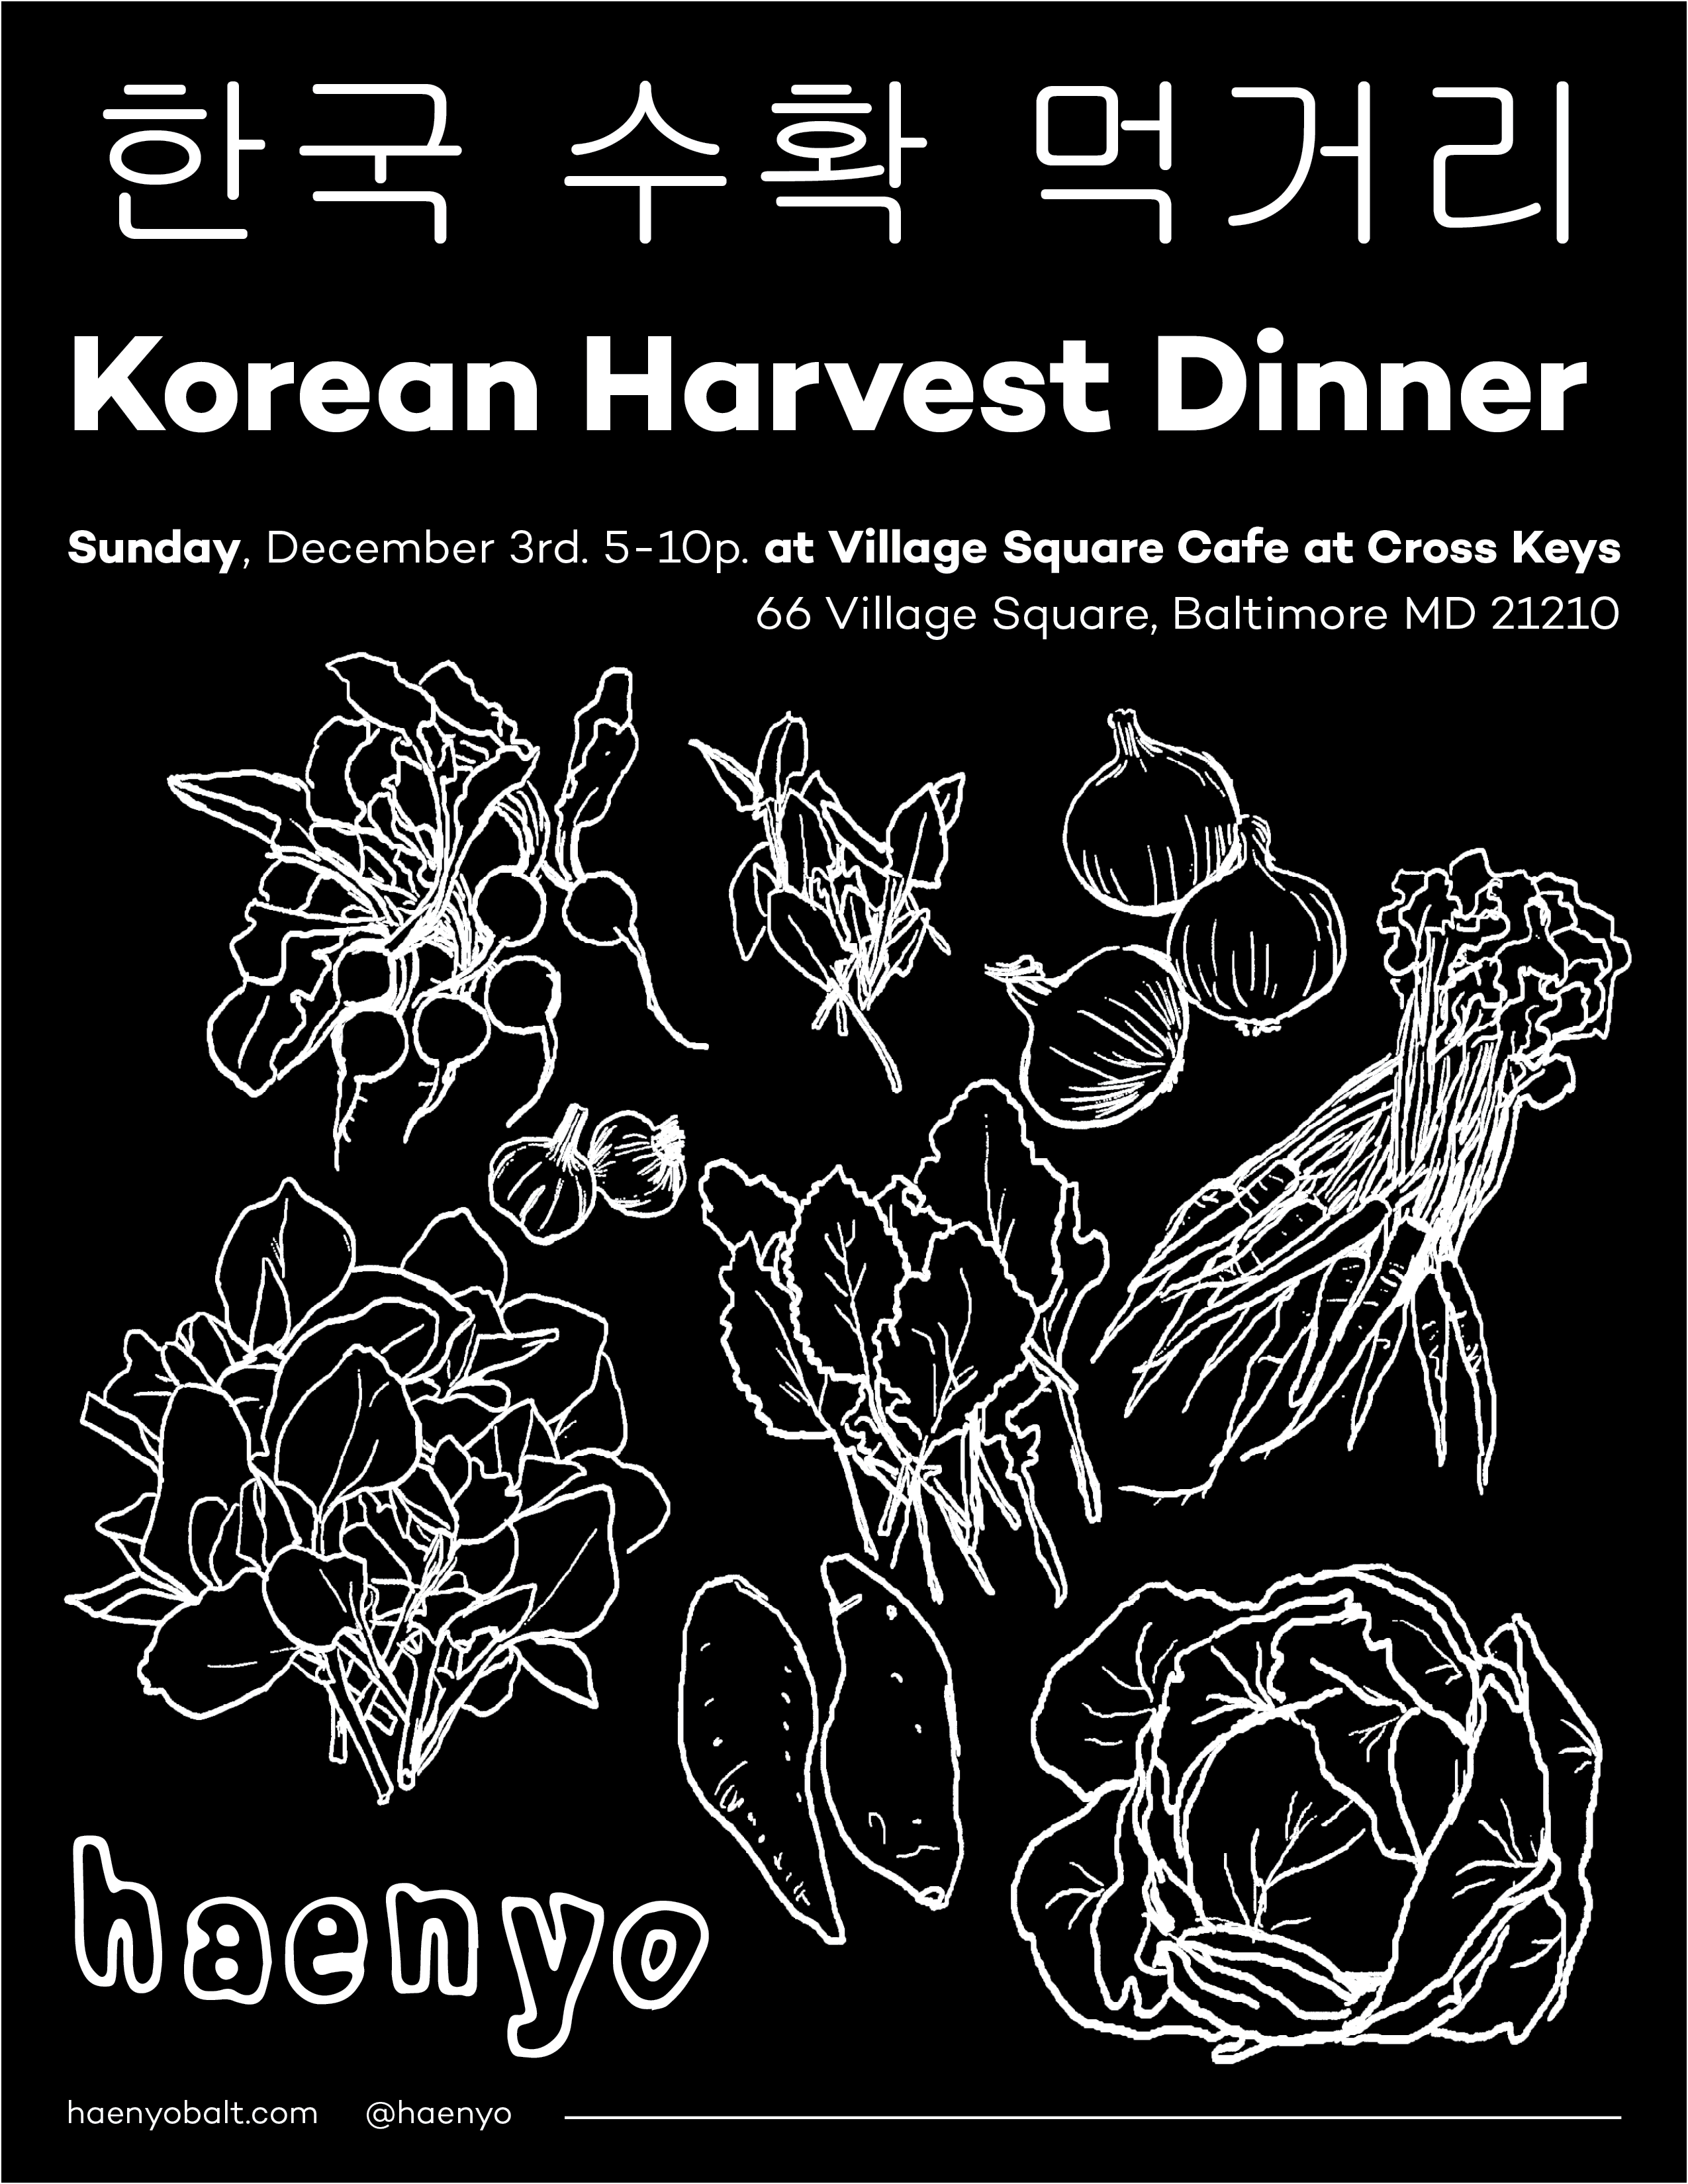 한국 수확 먹거리
Korean Harvest Dinner
Sunday, December 3rd. 5-10p. at Village Square Cafe at Cross Keys
66 Village Square, Baltimore MD 21210
haenyo
haenyobalt.com @haenyo